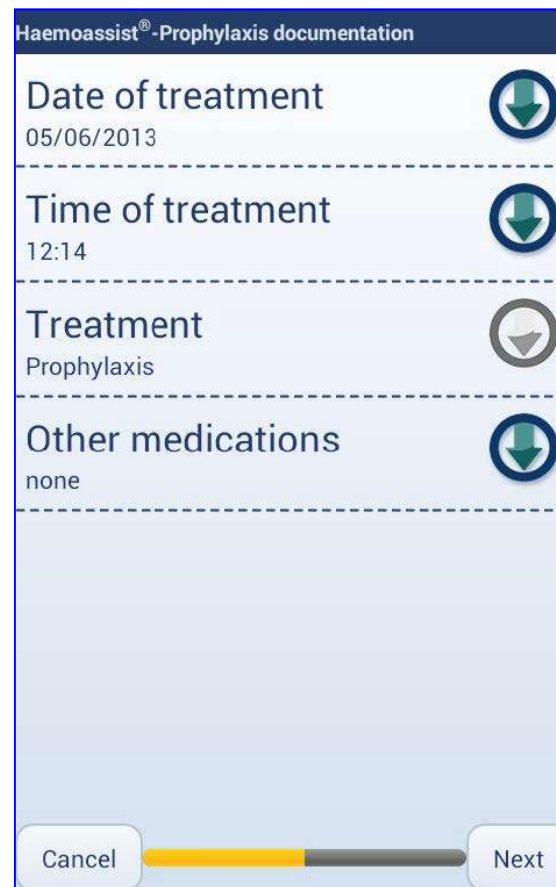 Haemoassist®-Prophylaxis documentation
Date of treatment
05/06/2013
Time of treatment
12:14
Treatment
Prophylaxis
Other medications
none
Cancel
Next